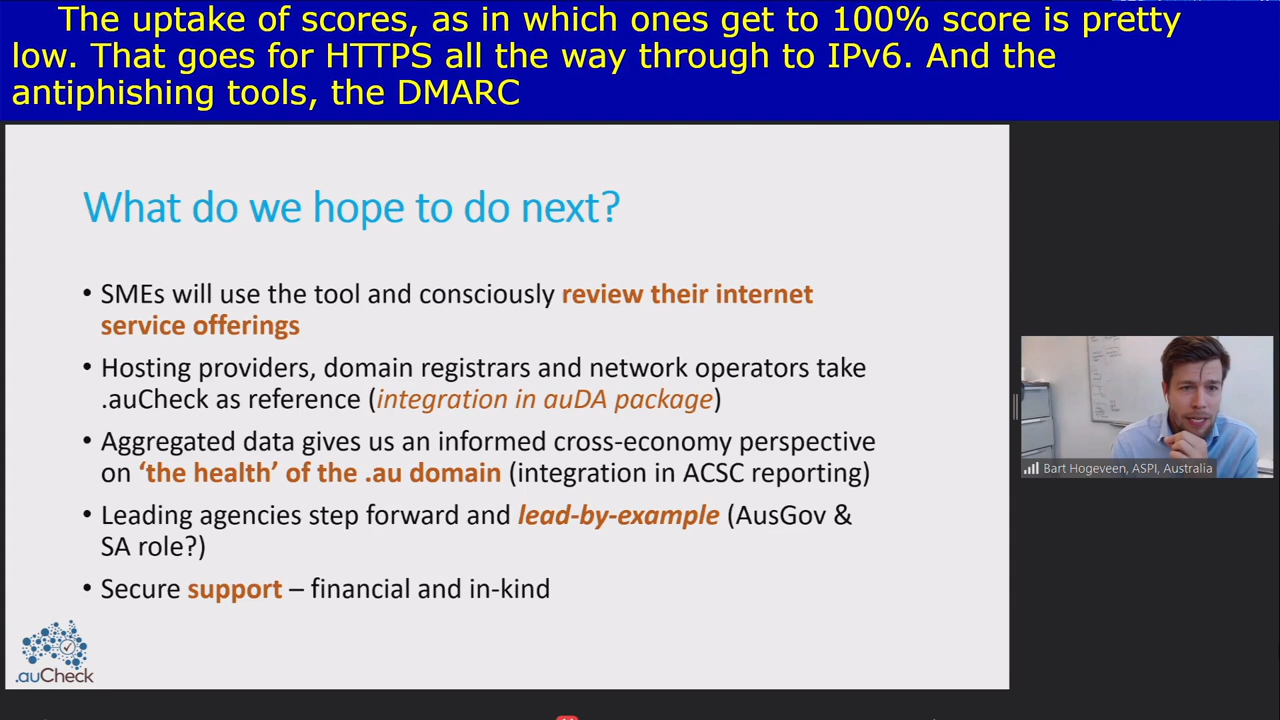 The uptake of scores, as in which ones get to 100% score is pretty
low. That goes for HTTPS all the way through to IPv6. And the
antiphishing tools, the DMARC
What do we hope to do next?
• SMEs will use the tool and consciously review their internet
service offerings
• Hosting providers, domain registrars and network operators take
.auCheck as reference (integration in auDA package)
• Aggregated data gives us an informed cross-economy perspective
on ‘the health’ of the .au domain (integration in ACSC reporting)
• Leading agencies step forward and lead-by-example (AusGov &
SA role?)
• Secure support – financial and in-kind
.auCheck
Bart Hogeveen, ASPI, Australia